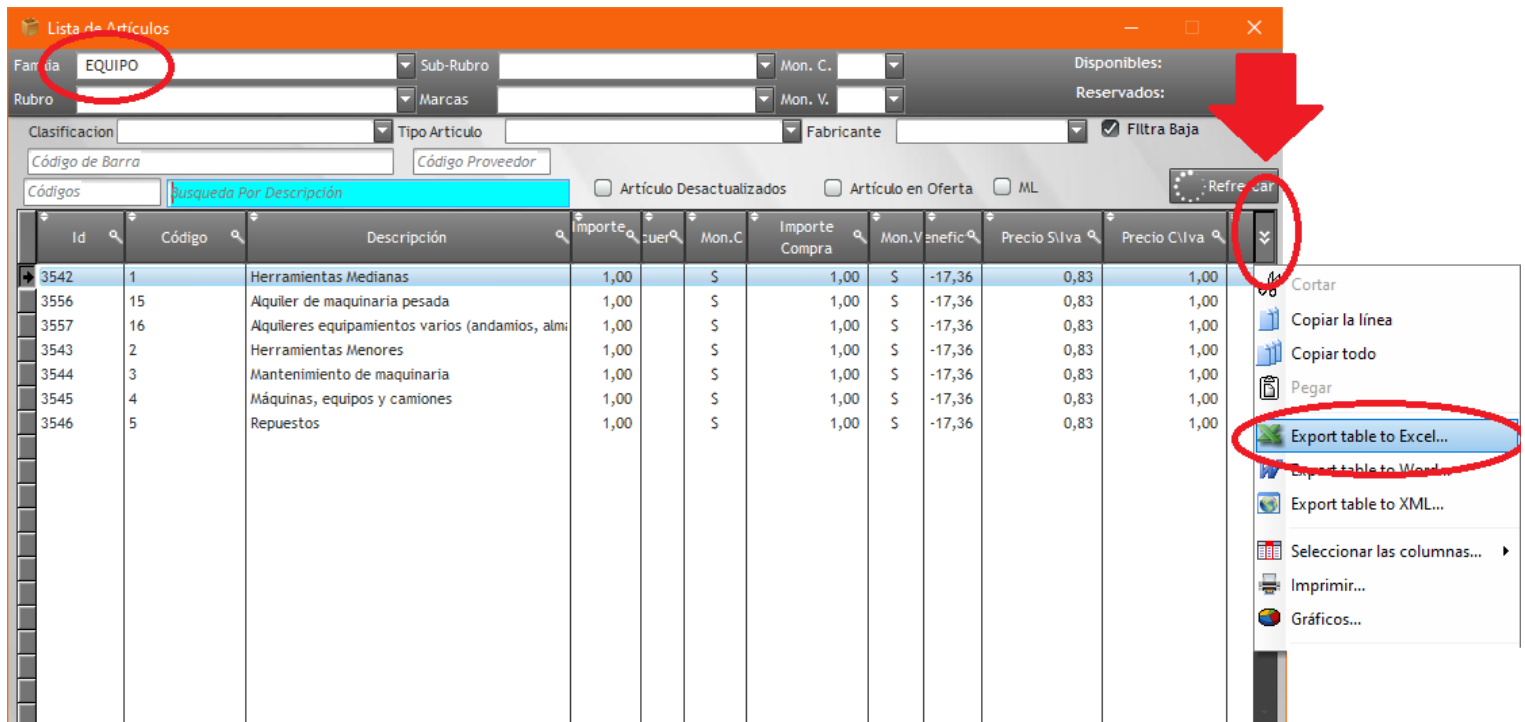 Lista de Artículos
Familia EQUIPO Sub-Rubro Mon. C. Disponibles:
Rubro Marcas Mon. V. Reservados:
Clasificacion Tipo Articulo Fabricante Filtra Baja
Código de Barra Código Proveedor
Códigos Busqueda Por Descripción Artículo Desactualizados Artículo en Oferta ML Refrescar
Id Código Descripción Importe cuer Mon.C Importe Compra Mon.V enefic Precio S\Iva Precio C\Iva
3542 1 Herramientas Medianas 1,00 $ 1,00 $ -17,36 0,83 1,00
3556 15 Alquiler de maquinaria pesada 1,00 $ 1,00 $ -17,36 0,83 1,00
3557 16 Alquileres equipamientos varios (andamios, alma 1,00 $ 1,00 $ -17,36 0,83 1,00
3543 2 Herramientas Menores 1,00 $ 1,00 $ -17,36 0,83 1,00
3544 3 Mantenimiento de maquinaria 1,00 $ 1,00 $ -17,36 0,83 1,00
3545 4 Máquinas, equipos y camiones 1,00 $ 1,00 $ -17,36 0,83 1,00
3546 5 Repuestos 1,00 $ 1,00 $ -17,36 0,83 1,00
Cortar
Copiar la línea
Copiar todo
Pegar
Export table to Excel...
Export table to Word...
Export table to XML...
Seleccionar las columnas...
Imprimir...
Gráficos...